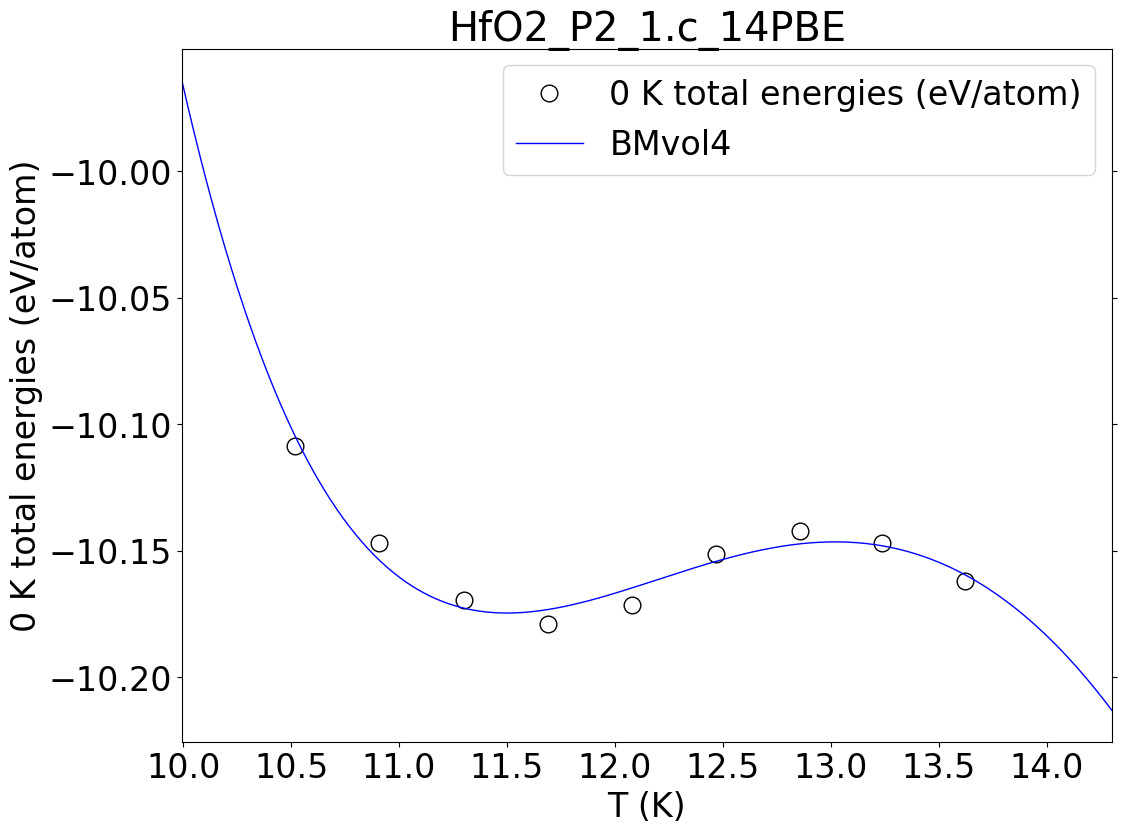 HfO2_P2_1.c_14PBE
0 K total energies (eV/atom)
BMvol4
0 K total energies (eV/atom)
−10.00
−10.05
−10.10
−10.15
−10.20
10.0 10.5 11.0 11.5 12.0 12.5 13.0 13.5 14.0
T (K)